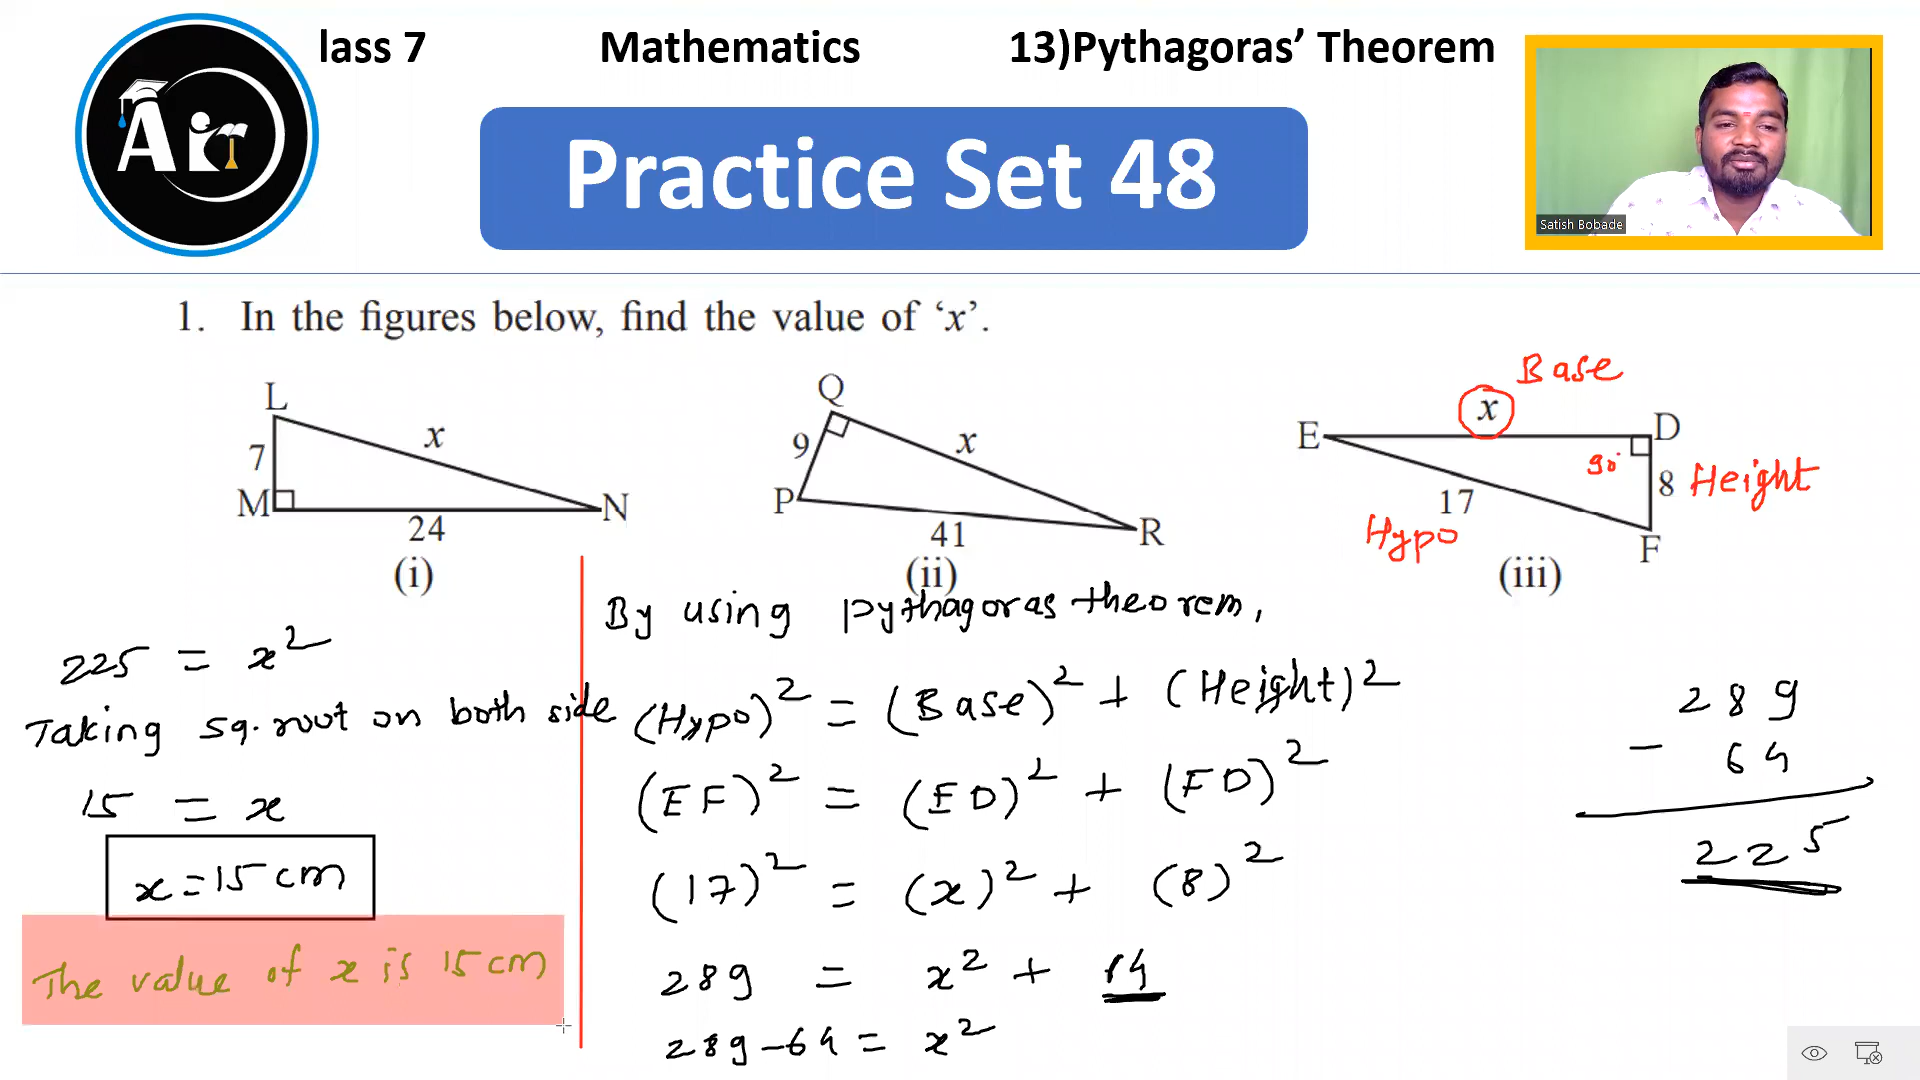 Air
lass 7 Mathematics 13)Pythagoras’ Theorem
Practice Set 48
Satish Bobade
1. In the figures below, find the value of ‘x’.
L
7
x
M
24
N
(i)
Q
9
x
P
41
R
(ii)
Base
x
E
D
90°
8 Height
17
Hypo
F
(iii)
225 = x²
Taking sq. root on both side
15 = x
x = 15 cm
The value of x is 15 cm
By using pythagoras theorem,
(Hypo)² = (Base)² + (Height)²
(EF)² = (ED)² + (FD)²
(17)² = (x)² + (8)²
289 = x² + 64
289 - 64 = x²
289
- 64
225